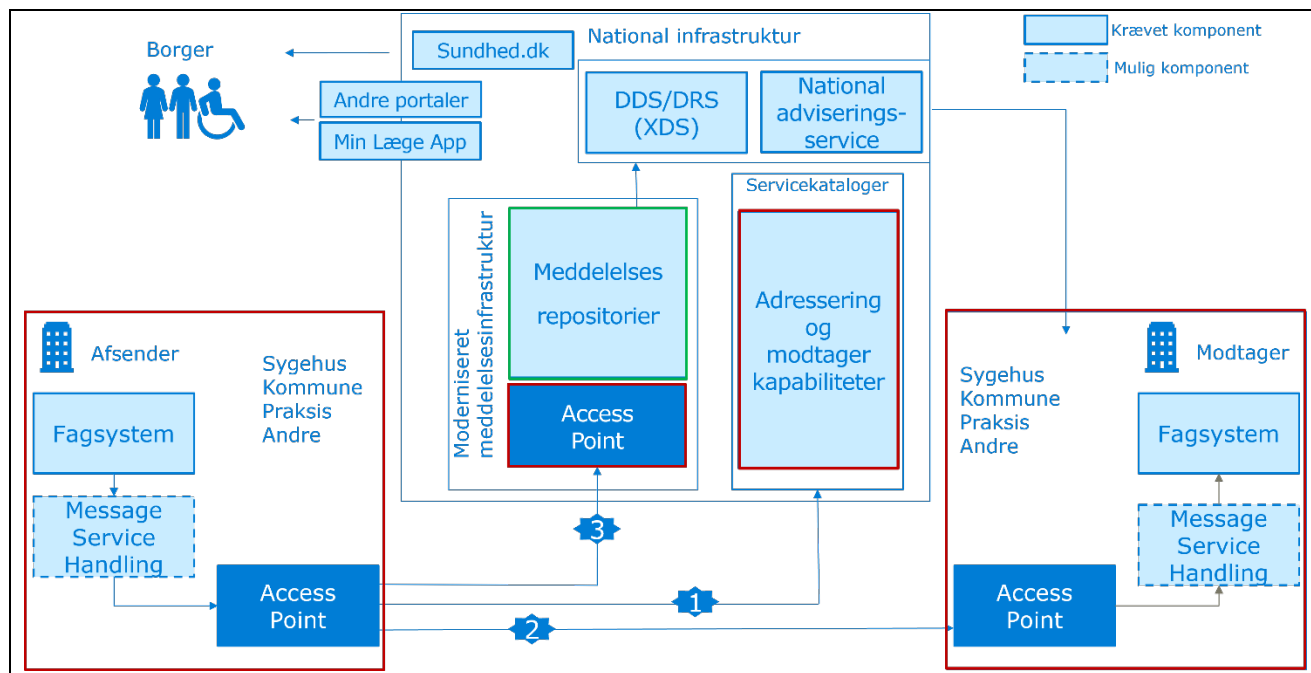 Borger
Sundhed.dk
National infrastruktur
Krævet komponent
Mulig komponent
Andre portaler
Min Læge App
DDS/DRS
(XDS)
National
adviserings-
service
Servicekataloger
Moderniseret
meddelelsesinfrastruktur
Meddelelses
repositorier
Access
Point
Adressering
og
modtager
kapabiliteter
Afsender
Sygehus
Kommune
Praksis
Andre
Fagsystem
Message
Service
Handling
Access
Point
3
1
2
Modtager
Sygehus
Kommune
Praksis
Andre
Fagsystem
Message
Service
Handling
Access
Point